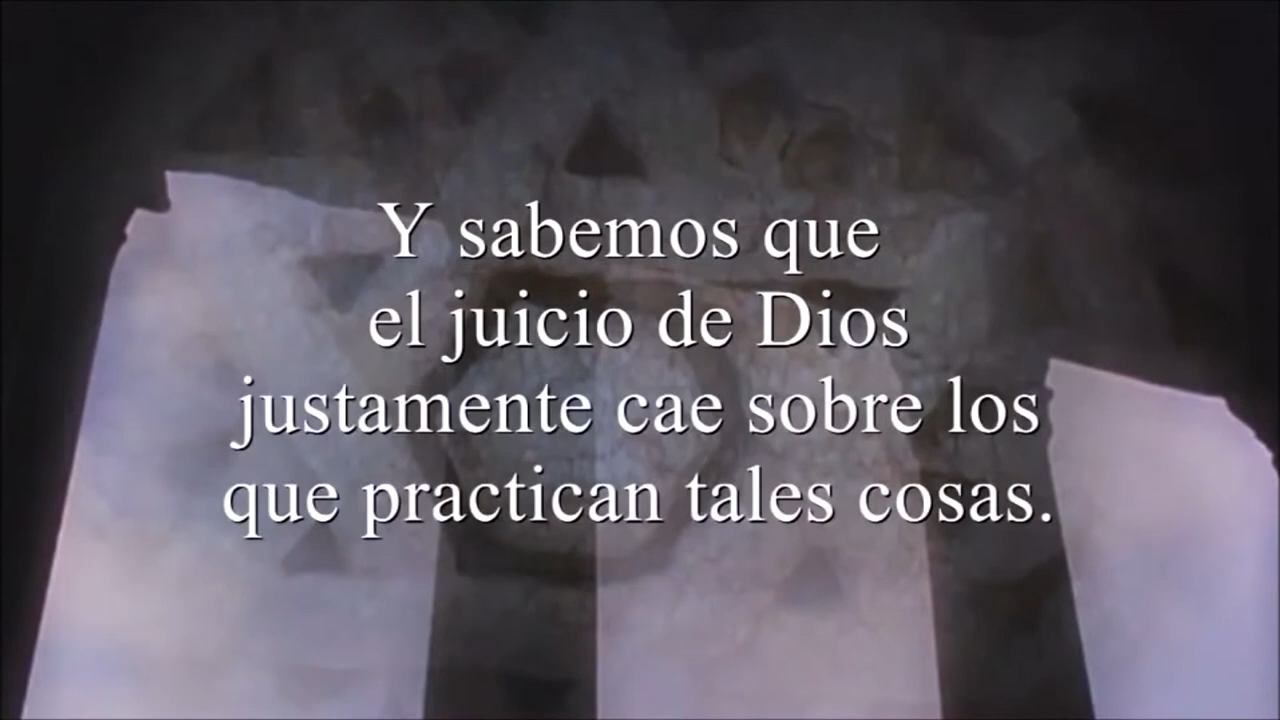 Y sabemos que
el juicio de Dios
justamente cae sobre los
que practican tales cosas.